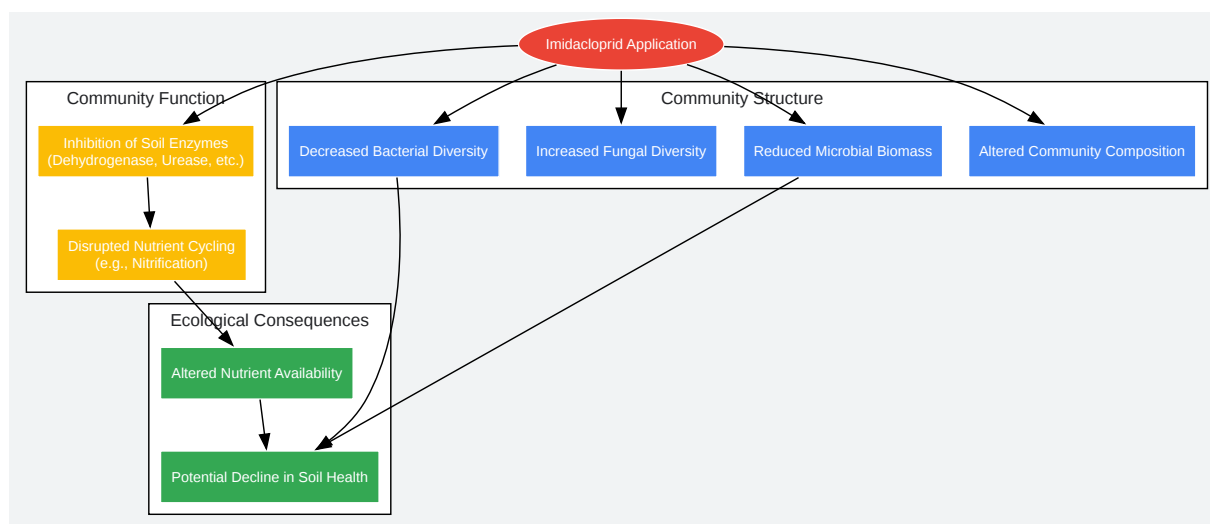 Imidacloprid Application
Community Function
Community Structure
Inhibition of Soil Enzymes
(Dehydrogenase, Urease, etc.)
Decreased Bacterial Diversity
Increased Fungal Diversity
Reduced Microbial Biomass
Altered Community Composition
Disrupted Nutrient Cycling
(e.g., Nitrification)
Ecological Consequences
Altered Nutrient Availability
Potential Decline in Soil Health